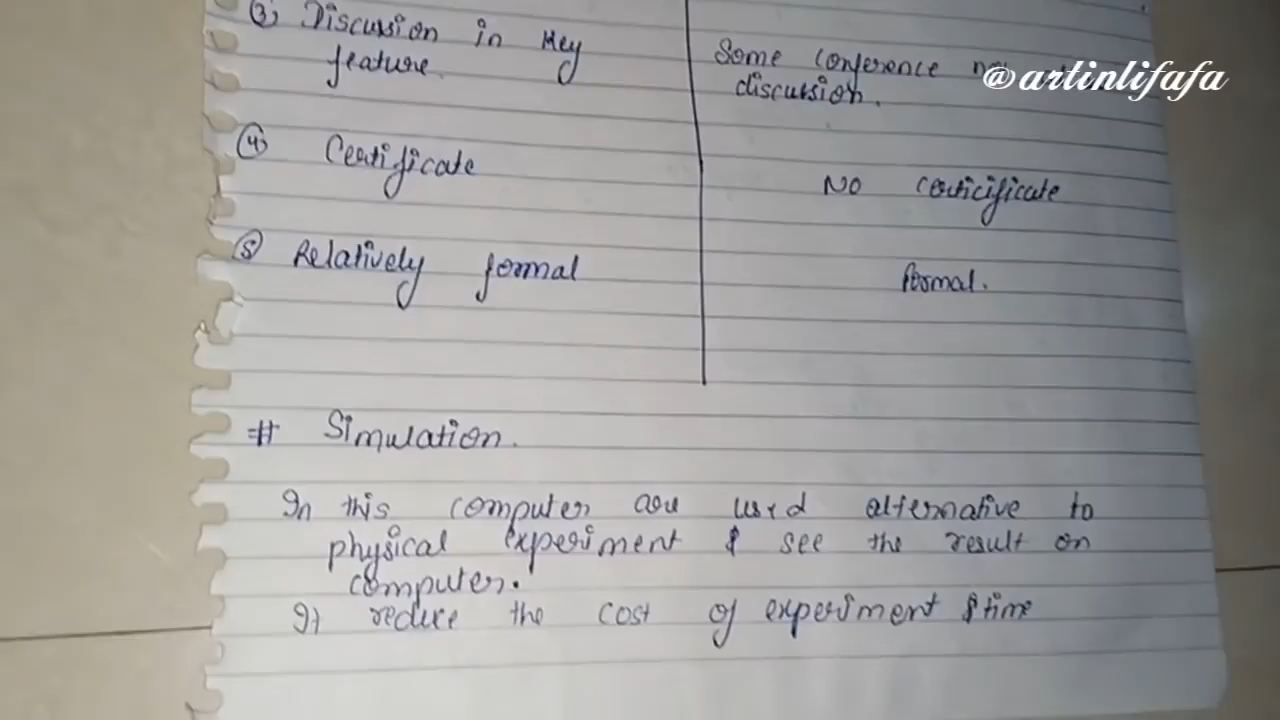 (3) Discussion in Key
feature.
Some conference
discussion.
@artinlifafa
(4) Certificate
No certicificate
(5) Relatively formal
formal.
# Simulation.
In this computer are used alternative to
physical experiment & see the result on
computer.
It reduce the cost of experiment & time